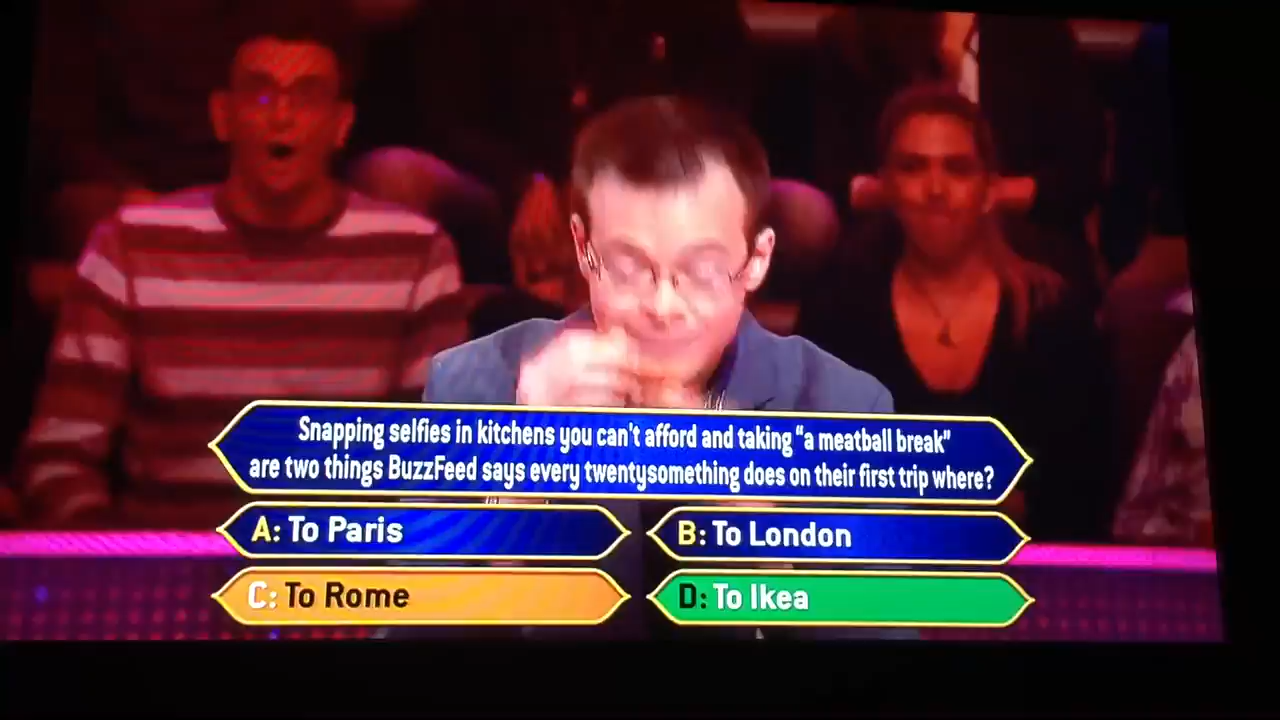 Snapping selfies in kitchens you can't afford and taking "a meatball break"
are two things BuzzFeed says every twentysomething does on their first trip where?
A: To Paris
B: To London
C: To Rome
D: To Ikea